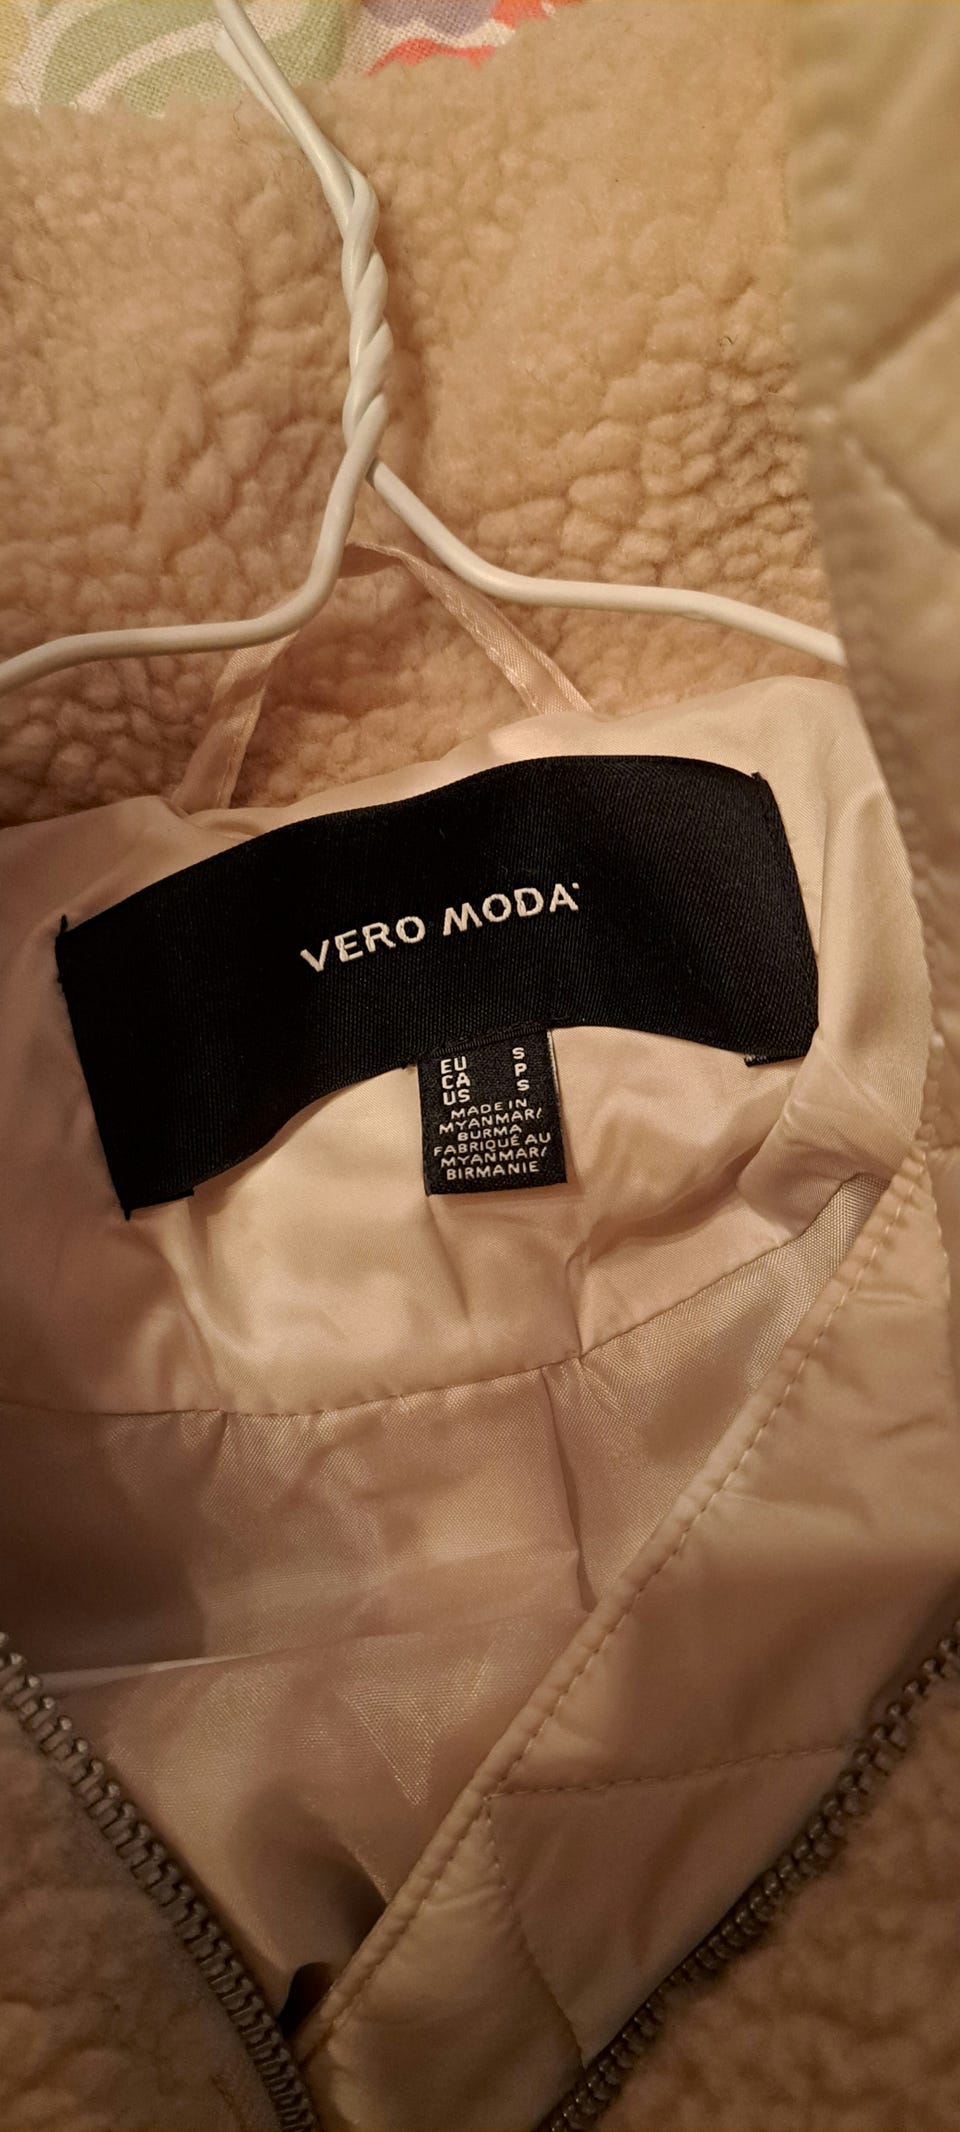 VERO MODA
EU S
CA P
US S
MADE IN
MYANMAR/
BURMA
FABRIQUÉ AU
MYANMAR/
BIRMANIE